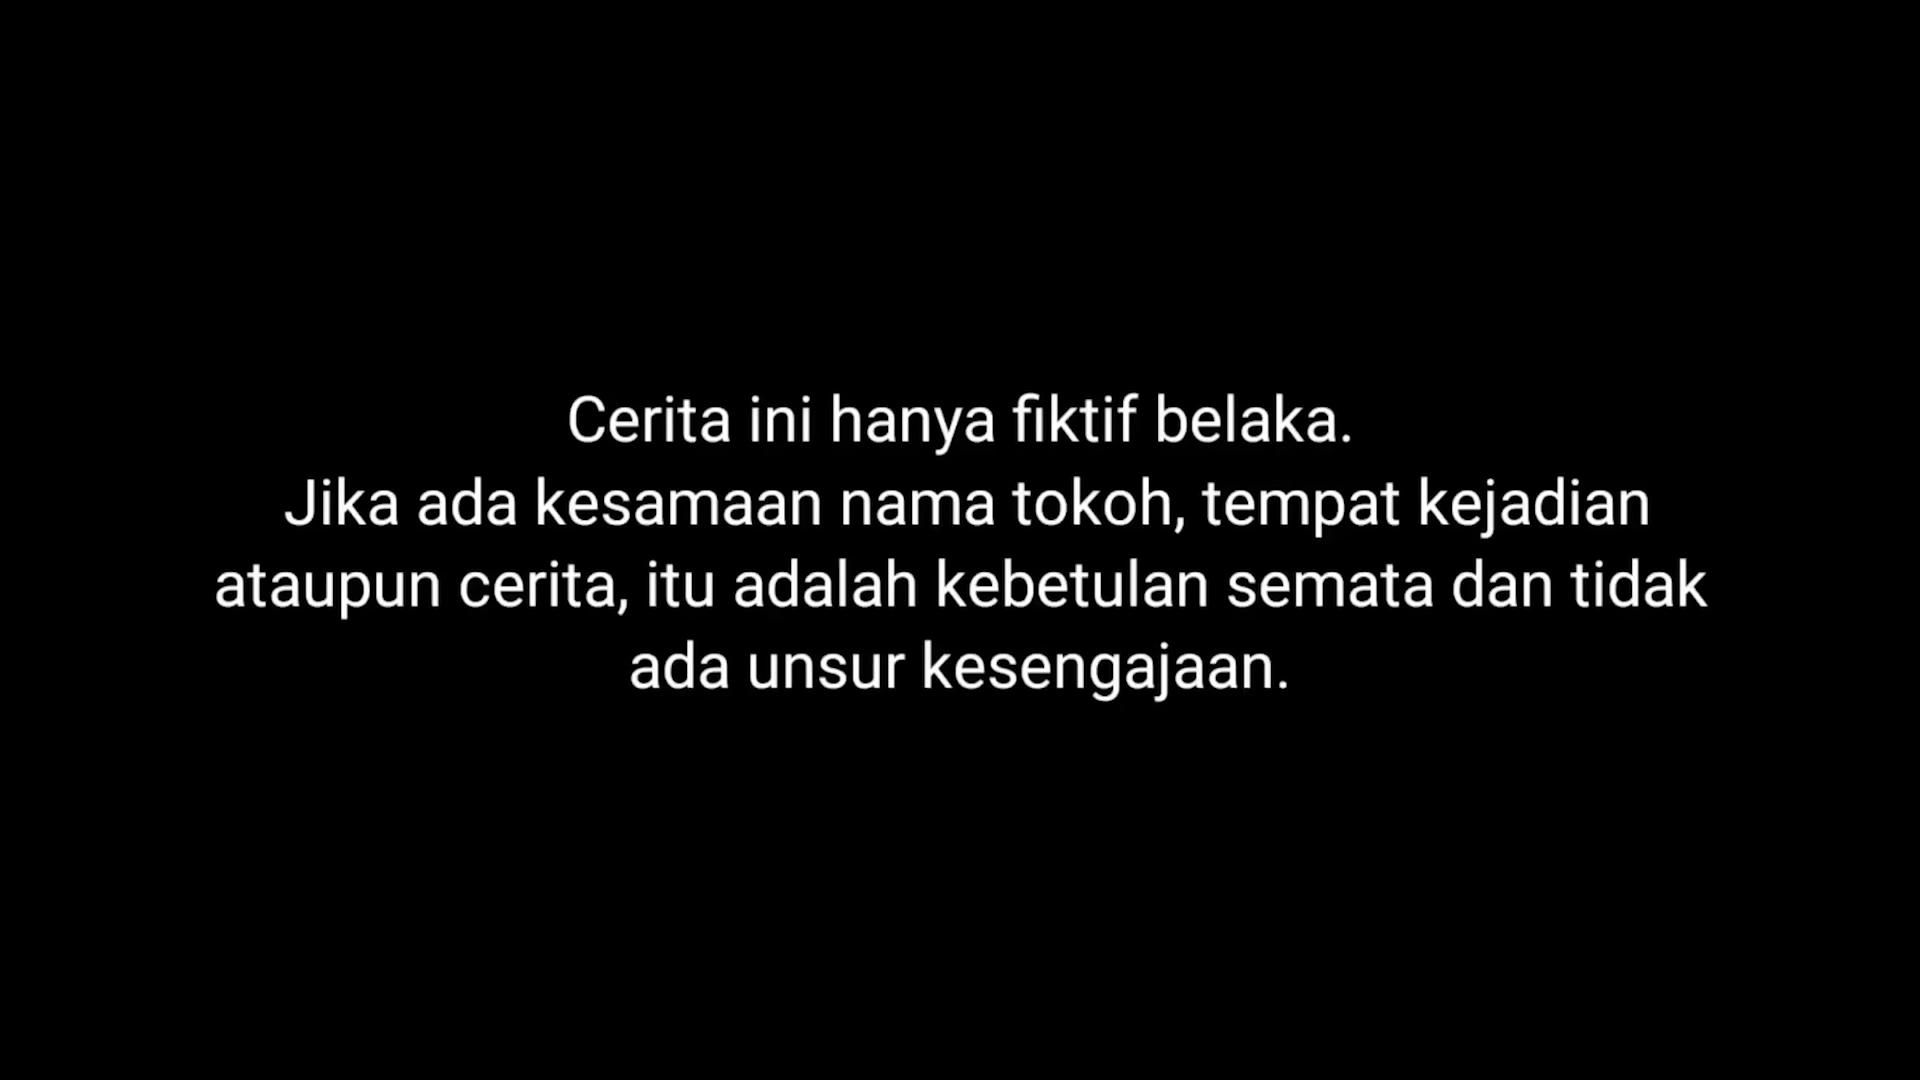 Cerita ini hanya fiktif belaka.
Jika ada kesamaan nama tokoh, tempat kejadian
ataupun cerita, itu adalah kebetulan semata dan tidak
ada unsur kesengajaan.